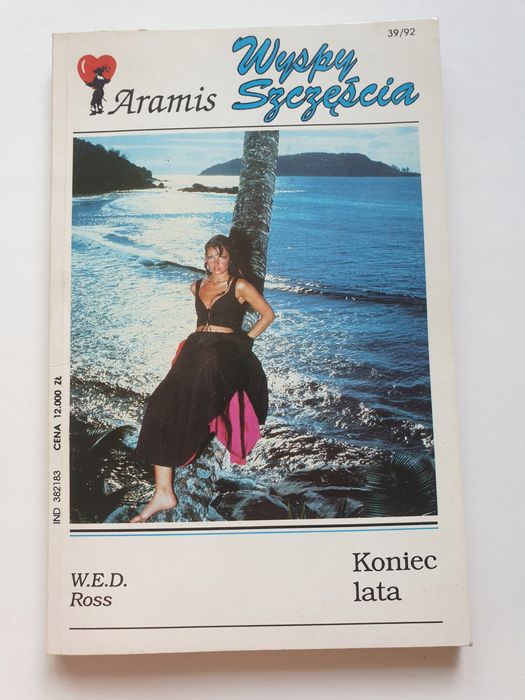 39/92
Aramis
Wyspy
Szczęścia
IND 382183 CENA 12.000 ZŁ
W.E.D.
Ross
Koniec
lata